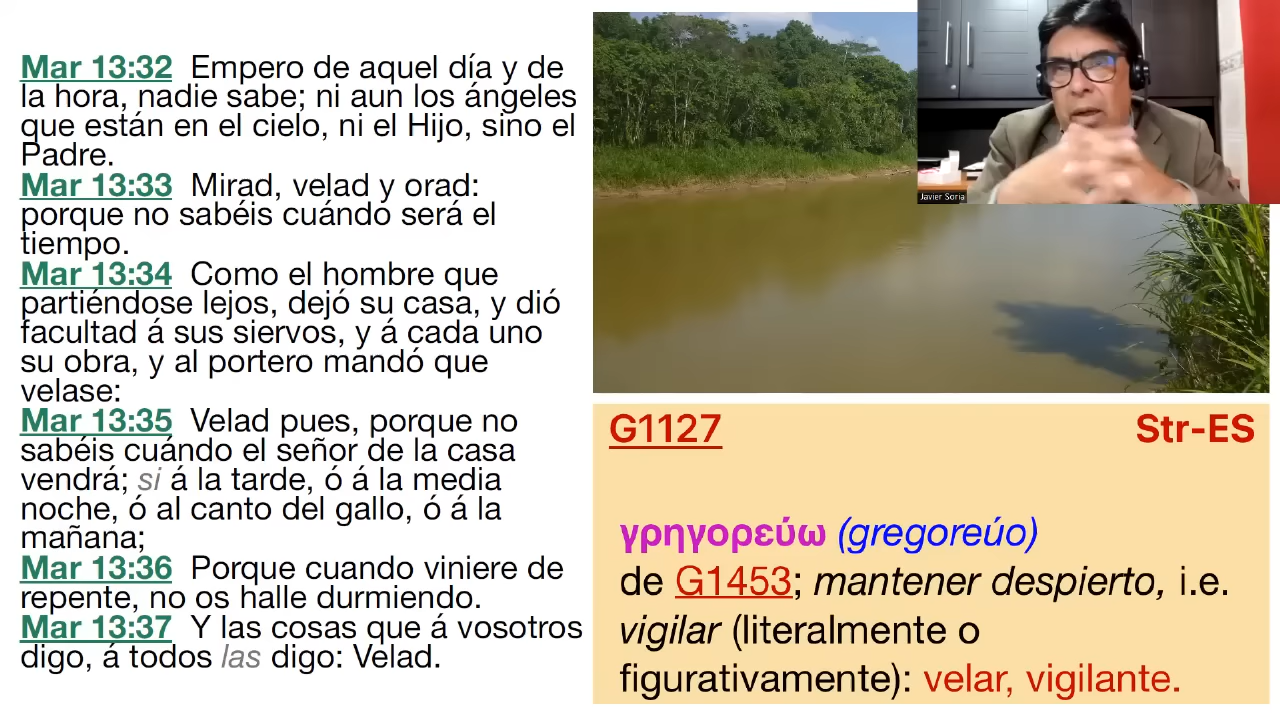 Mar 13:32 Empero de aquel día y de
la hora, nadie sabe; ni aun los ángeles
que están en el cielo, ni el Hijo, sino el
Padre.
Mar 13:33 Mirad, velad y orad:
porque no sabéis cuándo será el
tiempo.
Mar 13:34 Como el hombre que
partiéndose lejos, dejó su casa, y dió
facultad á sus siervos, y á cada uno
su obra, y al portero mandó que
velase:
Mar 13:35 Velad pues, porque no
sabéis cuándo el señor de la casa
vendrá; si á la tarde, ó á la media
noche, ó al canto del gallo, ó á la
mañana;
Mar 13:36 Porque cuando viniere de
repente, no os halle durmiendo.
Mar 13:37 Y las cosas que á vosotros
digo, á todos las digo: Velad.
Javier Soria
G1127 Str-ES
γρηγορεύω (gregoreúo)
de G1453; mantener despierto, i.e.
vigilar (literalmente o
figurativamente): velar, vigilante.